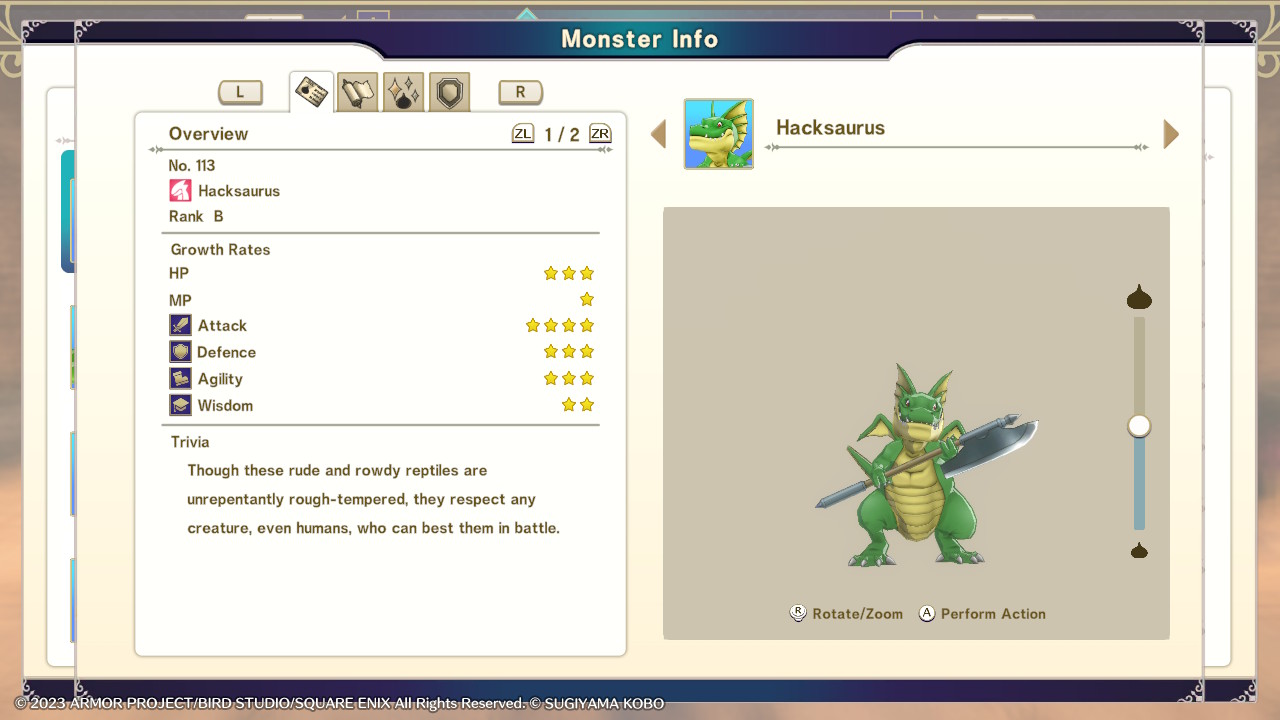 Monster Info
L
R
Overview
ZL 1 / 2 ZR
No. 113
Hacksaurus
Rank B
Growth Rates
HP
MP
Attack
Defence
Agility
Wisdom
Trivia
Though these rude and rowdy reptiles are
unrepentantly rough-tempered, they respect any
creature, even humans, who can best them in battle.
Hacksaurus
R Rotate/Zoom A Perform Action
© 2023 ARMOR PROJECT/BIRD STUDIO/SQUARE ENIX All Rights Reserved. © SUGIYAMA KOBO